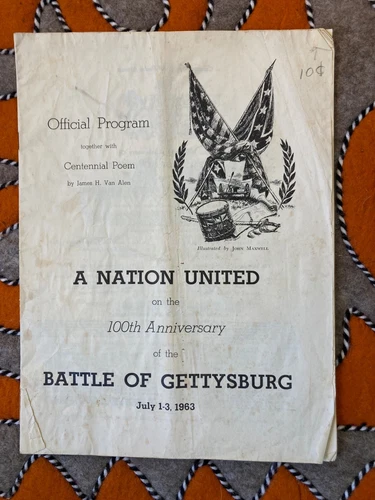 10¢
Official Program
together with
Centennial Poem
by James H. Van Alen
Illustrated by John Maxwell
A NATION UNITED
on the
100th Anniversary
of the
BATTLE OF GETTYSBURG
July 1-3, 1963